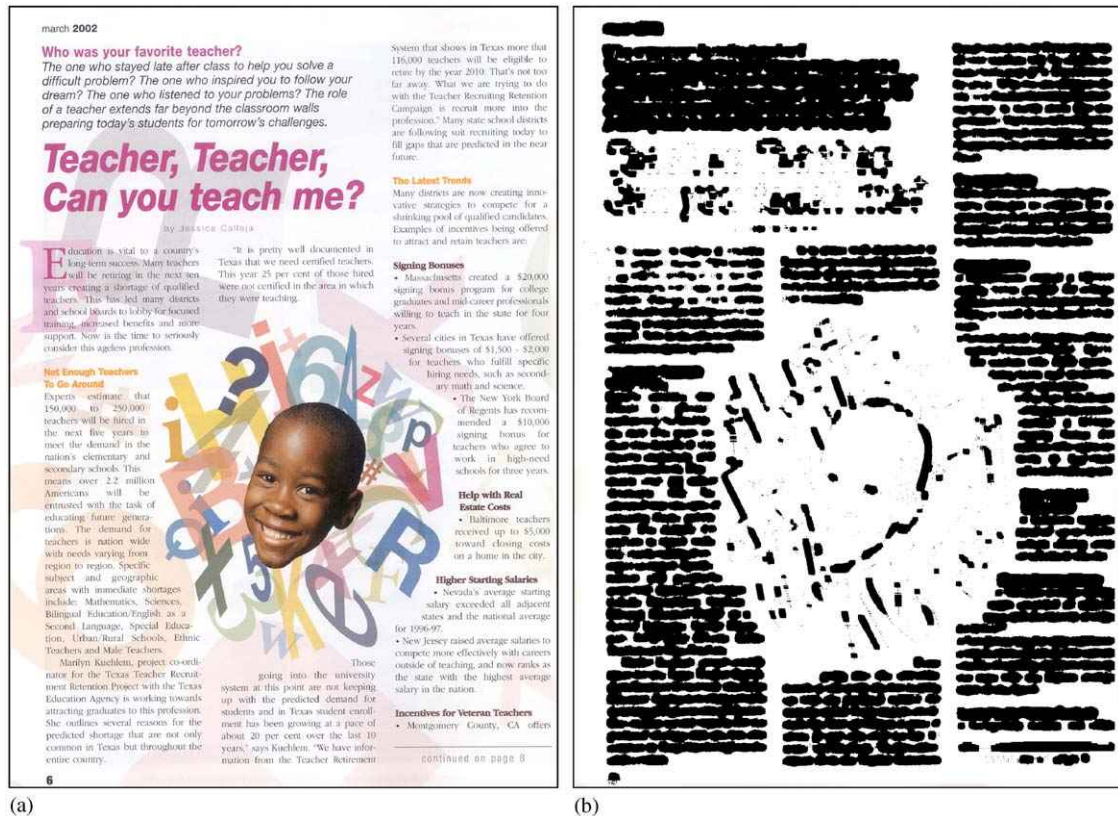 march 2002
Who was your favorite teacher?
The one who stayed late after class to help you solve a
difficult problem? The one who inspired you to follow your
dream? The one who listened to your problems? The role
of a teacher extends far beyond the classroom walls
preparing today's students for tomorrow's challenges.
Teacher, Teacher,
Can you teach me?
by Jessica Calleja
Education is vital to a country's
long-term success. Many teachers
will be retiring in the next ten
years creating a shortage of qualified
teachers. This has led many districts
and school boards to lobby for focused
training, increased benefits and more
support. Now is the time to seriously
consider this ageless profession.
Not Enough Teachers
To Go Around
Experts estimate that
150,000 to 250,000
teachers will be hired in
the next five years to
meet the demand in the
nation's elementary and
secondary schools. This
means over 2.2 million
Americans will be
entrusted with the task of
educating future genera-
tions. The demand for
teachers is nation wide
with needs varying from
region to region. Specific
subject and geographic
areas with immediate shortages
include: Mathematics, Sciences,
Bilingual Education/English as a
Second Language, Special Educa-
tion, Urban/Rural Schools, Ethnic
Teachers and Male Teachers.
Marilyn Kuehlem, project co-ordi-
nator for the Texas Teacher Recruit-
ment Retention Project with the Texas
Education Agency is working towards
attracting graduates to this profession.
She outlines several reasons for the
predicted shortage that are not only
common in Texas but throughout the
entire country.
"It is pretty well documented in
Texas that we need certified teachers.
This year 25 per cent of those hired
were not certified in the area in which
they were teaching.
Those
going into the university
system at this point are not keeping
up with the predicted demand for
students and in Texas student enroll-
ment has been growing at a pace of
about 20 per cent over the last 10
years," says Kuehlem. "We have infor-
mation from the Teacher Retirement
System that shows in Texas more that
116,000 teachers will be eligible to
retire by the year 2010. That's not too
far away. What we are trying to do
with the Teacher Recruiting Retention
Campaign is recruit more into the
profession." Many state school districts
are following suit recruiting today to
fill gaps that are predicted in the near
future.
The Latest Trends
Many districts are now creating inno-
vative strategies to compete for a
shrinking pool of qualified candidates.
Examples of incentives being offered
to attract and retain teachers are:
Signing Bonuses
• Massachusetts created a $20,000
signing bonus program for college
graduates and mid-career professionals
willing to teach in the state for four
years.
• Several cities in Texas have offered
signing bonuses of $1,500 - $2,000
for teachers who fulfill specific
hiring needs, such as second-
ary math and science.
• The New York Board
of Regents has recom-
mended a $10,000
signing bonus for
teachers who agree to
work in high-need
schools for three years.
Help with Real
Estate Costs
• Baltimore teachers
received up to $5,000
toward closing costs
on a home in the city.
Higher Starting Salaries
• Nevada's average starting
salary exceeded all adjacent
states and the national average
for 1996-97.
• New Jersey raised average salaries to
compete more effectively with careers
outside of teaching, and now ranks as
the state with the highest average
salary in the nation.
Incentives for Veteran Teachers
• Montgomery County, CA offers
continued on page 8
6
(a)
(b)